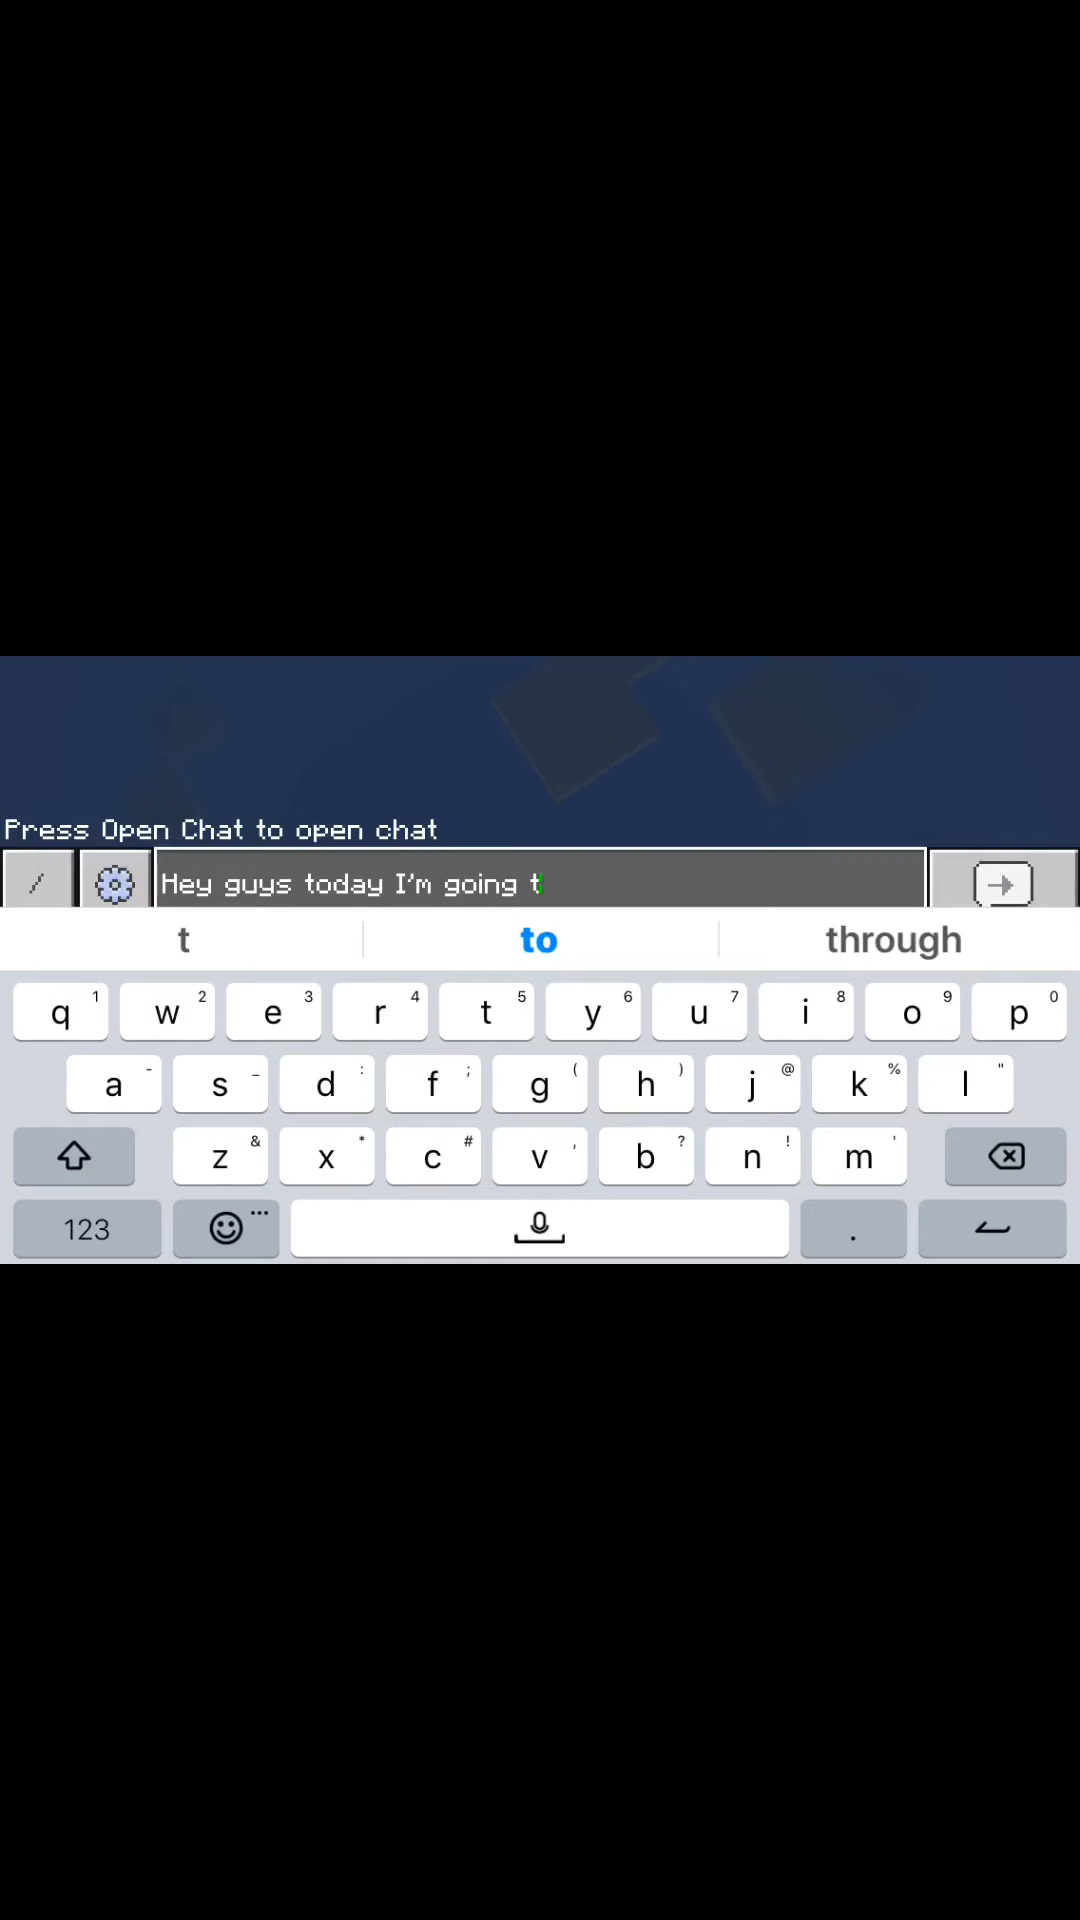 Press Open Chat to open chat
/ Hey guys today I'm going t
t to through
q 1 w 2 e 3 r 4 t 5 y 6 u 7 i 8 o 9 p 0
a - s _ d : f ; g ( h ) j @ k % l "
z & x * c # v , b ? n ! m '
123 ... .